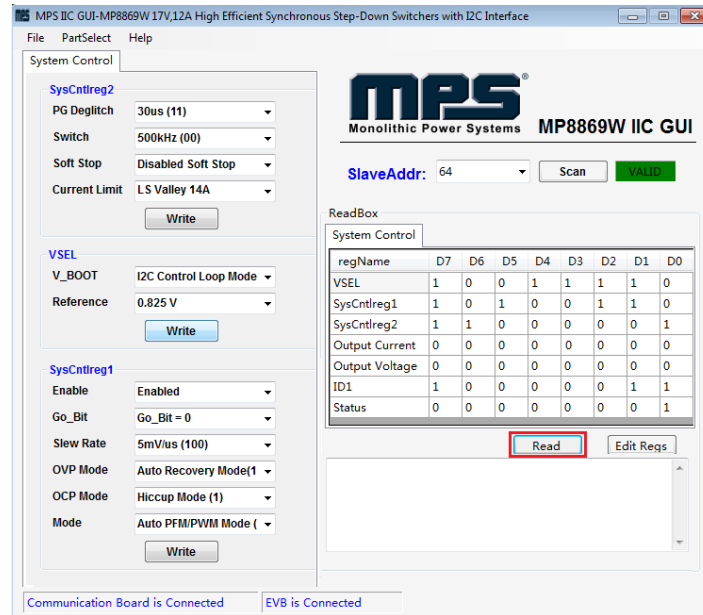 MPS IIC GUI-MP8869W 17V,12A High Efficient Synchronous Step-Down Switchers with I2C Interface
File PartSelect Help
System Control
SysCntlreg2
PG Deglitch 30us (11)
Switch 500kHz (00)
Soft Stop Disabled Soft Stop
Current Limit LS Valley 14A
Write
VSEL
V_BOOT I2C Control Loop Mode
Reference 0.825 V
Write
SysCntlreg1
Enable Enabled
Go_Bit Go_Bit = 0
Slew Rate 5mV/us (100)
OVP Mode Auto Recovery Mode(1
OCP Mode Hiccup Mode (1)
Mode Auto PFM/PWM Mode (
Write
mps®
Monolithic Power Systems MP8869W IIC GUI
SlaveAddr: 64 Scan VALID
ReadBox
System Control
regName D7 D6 D5 D4 D3 D2 D1 D0
VSEL 1 0 0 1 1 1 1 0
SysCntlreg1 1 0 1 0 0 1 1 0
SysCntlreg2 1 1 0 0 0 0 0 1
Output Current 0 0 0 0 0 0 0 0
Output Voltage 0 0 0 0 0 0 0 0
ID1 1 0 0 0 0 0 1 1
Status 0 0 0 0 0 0 0 1
Read Edit Regs
Communication Board is Connected EVB is Connected